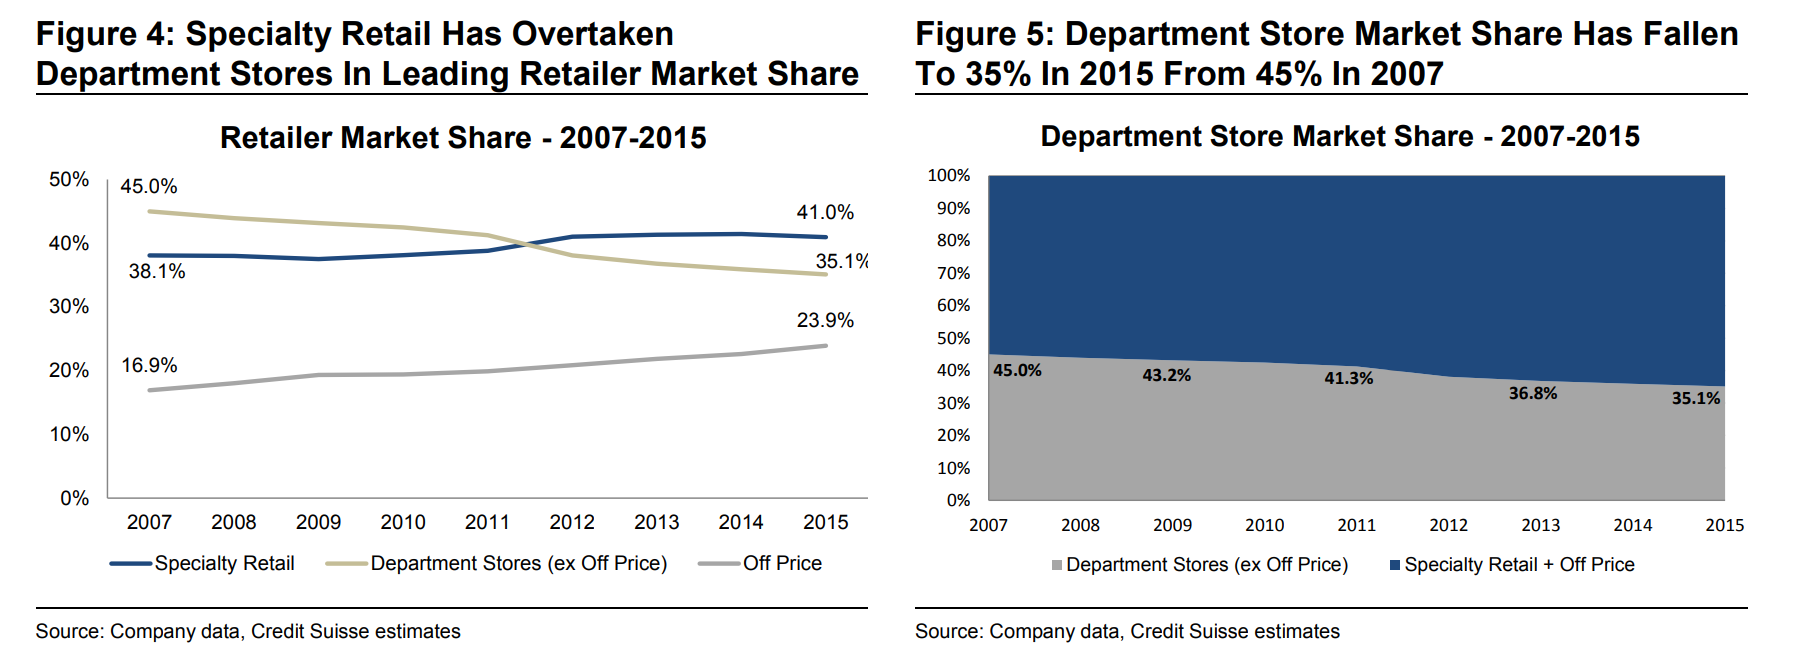 Figure 4: Specialty Retail Has Overtaken
Department Stores In Leading Retailer Market Share
Retailer Market Share - 2007-2015
50%
40%
30%
20%
10%
0%
45.0%
38.1%
16.9%
41.0%
35.1%
23.9%
2007 2008 2009 2010 2011 2012 2013 2014 2015
Specialty Retail Department Stores (ex Off Price) Off Price
Source: Company data, Credit Suisse estimates
Figure 5: Department Store Market Share Has Fallen
To 35% In 2015 From 45% In 2007
Department Store Market Share - 2007-2015
100%
90%
80%
70%
60%
50%
40%
30%
20%
10%
0%
45.0%
43.2%
41.3%
36.8%
35.1%
2007 2008 2009 2010 2011 2012 2013 2014 2015
Department Stores (ex Off Price) Specialty Retail + Off Price
Source: Company data, Credit Suisse estimates